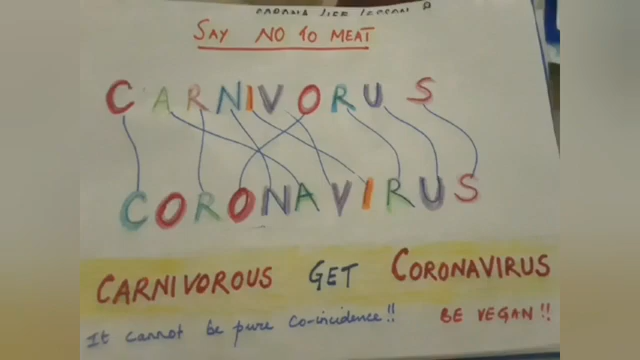 SAY NO TO MEAT
CARNIVORUS
CORONAVIRUS
CARNIVOROUS GET CORONAVIRUS
It cannot be pure co-incidence!! BE VEGAN!!